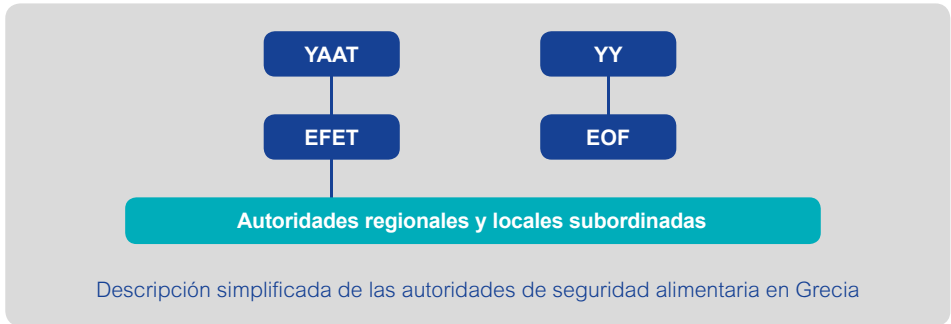 YAAT
YY
EFET
EOF
Autoridades regionales y locales subordinadas
Descripción simplificada de las autoridades de seguridad alimentaria en Grecia